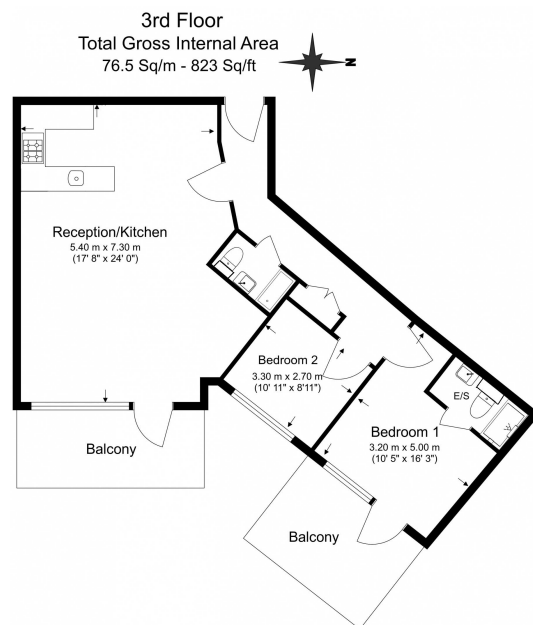 3rd Floor
Total Gross Internal Area
76.5 Sq/m - 823 Sq/ft
N
Reception/Kitchen
5.40 m x 7.30 m
(17' 8" x 24' 0")
Bedroom 2
3.30 m x 2.70 m
(10' 11" x 8'11")
E/S
Bedroom 1
3.20 m x 5.00 m
(10' 5" x 16' 3")
Balcony
Balcony